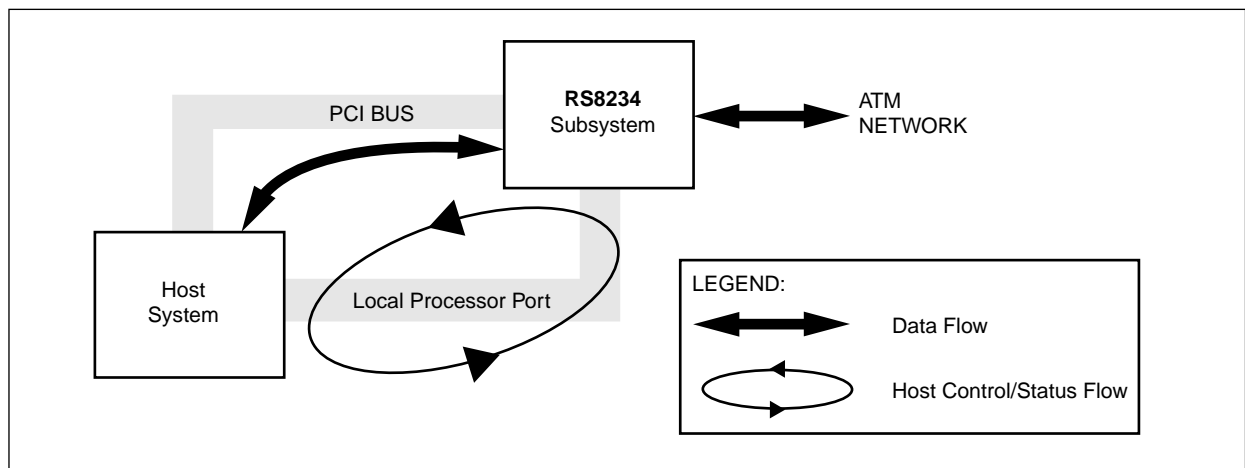 RS8234
Subsystem
PCI BUS
ATM
NETWORK
Host
System
Local Processor Port
LEGEND:
Data Flow
Host Control/Status Flow